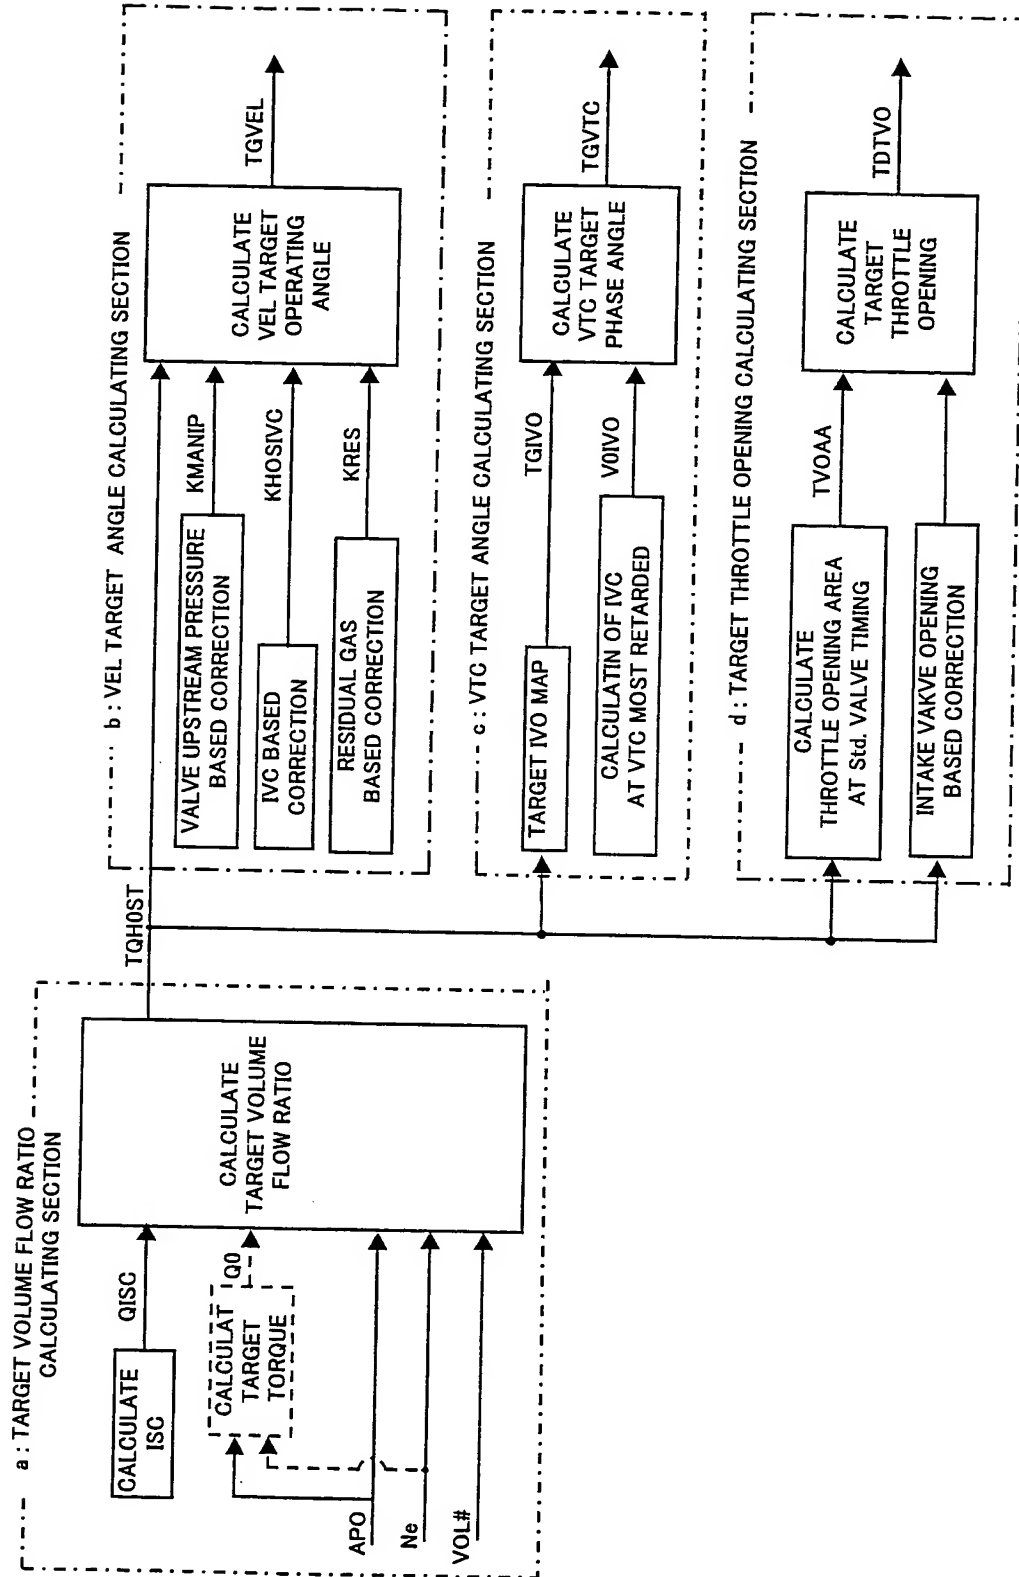 a : TARGET VOLUME FLOW RATIO
CALCULATING SECTION
CALCULATE
ISC
QISC
CALCULAT
TARGET
TORQUE
Q0
APO
Ne
VOL#
CALCULATE
TARGET VOLUME
FLOW RATIO
TQH0ST
b : VEL TARGET ANGLE CALCULATING SECTION
VALVE UPSTREAM PRESSURE
BASED CORRECTION
KMANIP
IVC BASED
CORRECTION
KHOSIVC
RESIDUAL GAS
BASED CORRECTION
KRES
CALCULATE
VEL TARGET
OPERATING
ANGLE
TGVEL
c : VTC TARGET ANGLE CALCULATING SECTION
TARGET IVO MAP
TGIVO
CALCULATIN OF IVC
AT VTC MOST RETARDED
V0IVO
CALCULATE
VTC TARGET
PHASE ANGLE
TGVTC
d : TARGET THROTTLE OPENING CALCULATING SECTION
CALCULATE
THROTTLE OPENING AREA
AT Std. VALVE TIMING
TVOAA
INTAKE VAKVE OPENING
BASED CORRECTION
CALCULATE
TARGET
THROTTLE
OPENING
TDTVO